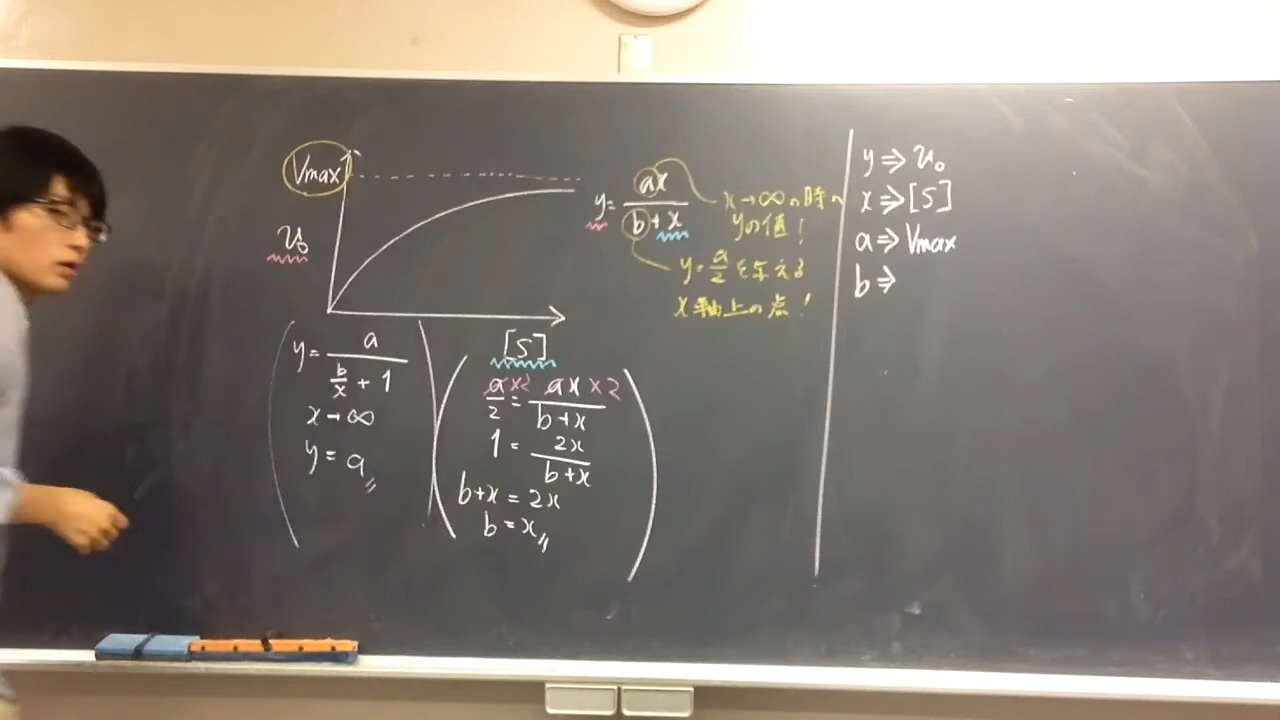 Vmax
v₀
[S]
y = ax / (b + x)
x→∞の時の
yの値!
y = a/2 を与える
x軸上の点!
y = a / (b/x + 1)
x→∞
y = a〃
a/2 ×2 = ax/(b+x) ×2
1 = 2x/(b+x)
b+x = 2x
b = x〃
y ⇒ v₀
x ⇒ [S]
a ⇒ Vmax
b ⇒